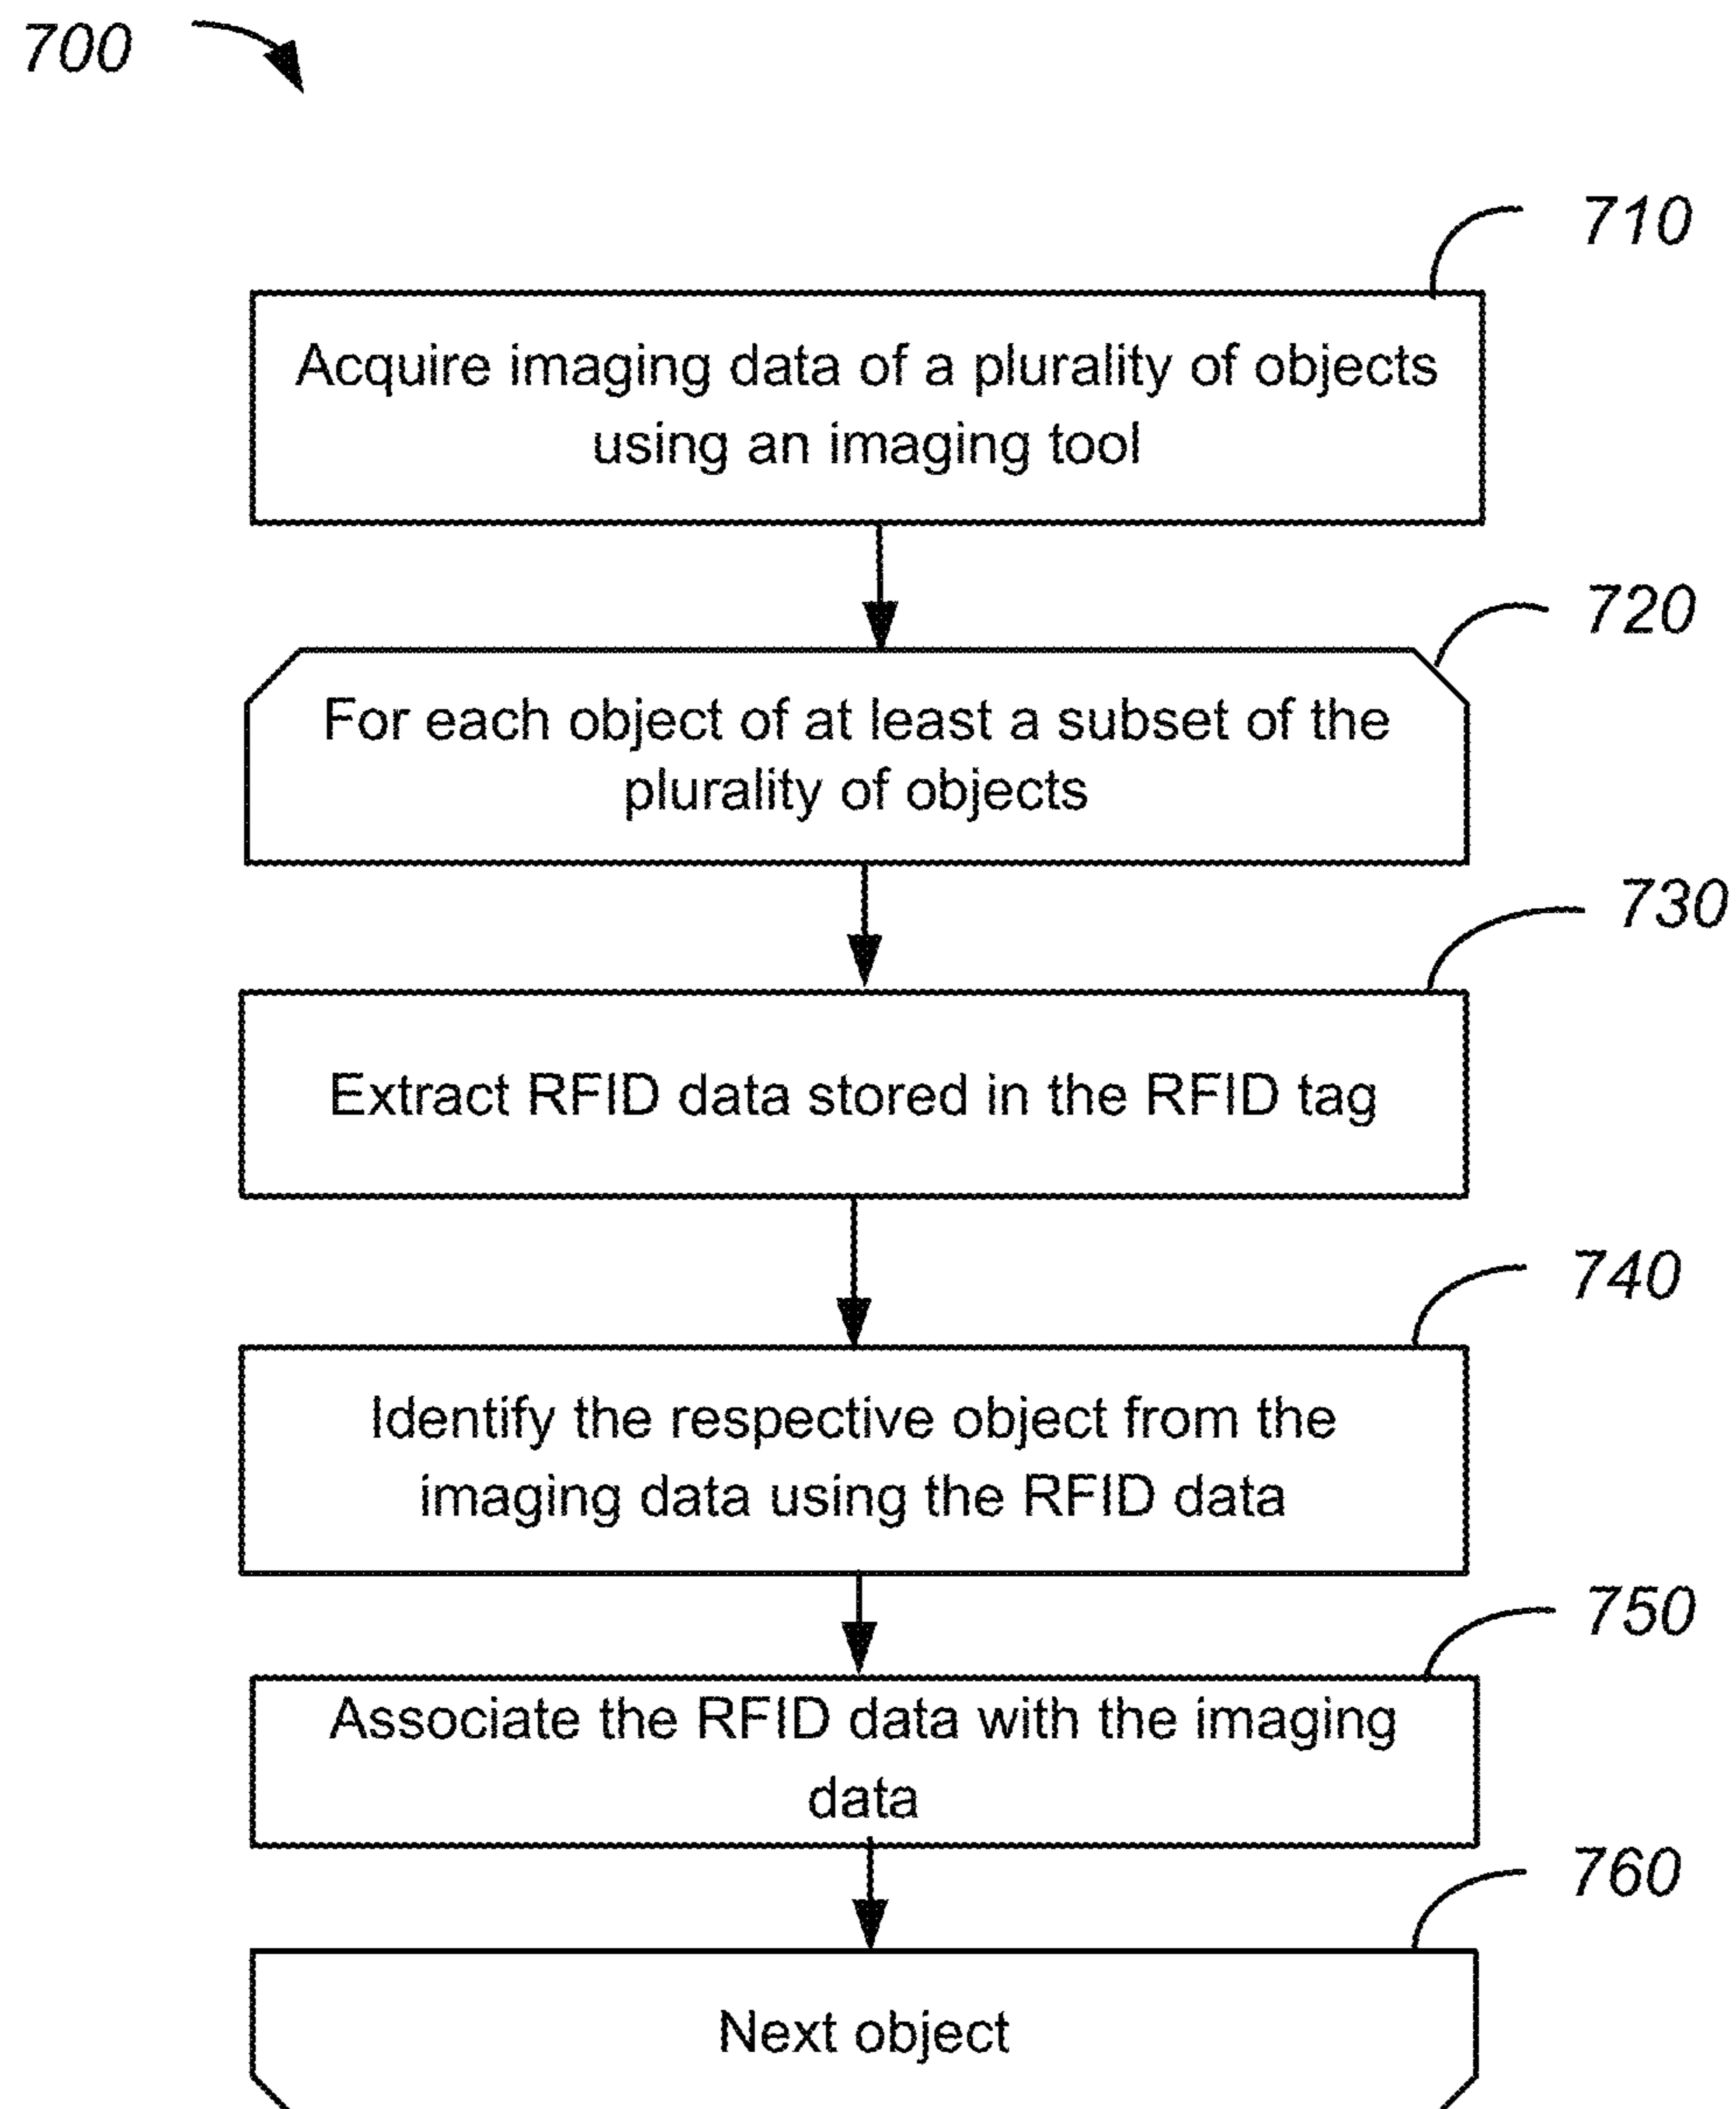 700
710
Acquire imaging data of a plurality of objects
using an imaging tool
720
For each object of at least a subset of the
plurality of objects
730
Extract RFID data stored in the RFID tag
740
Identify the respective object from the
imaging data using the RFID data
750
Associate the RFID data with the imaging
data
760
Next object